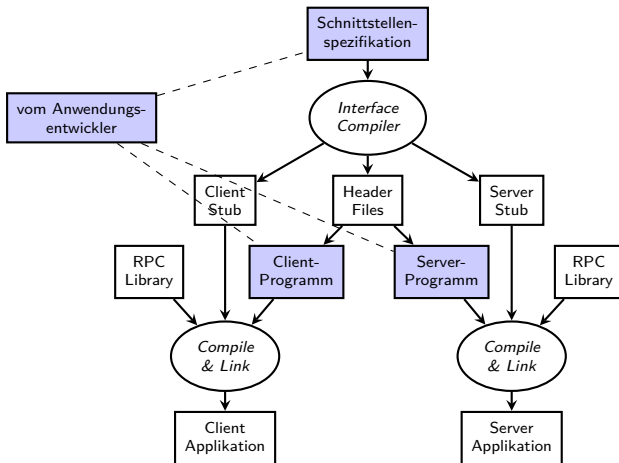 Schnittstellen-
spezifikation
vom Anwendungs-
entwickler
Interface
Compiler
Client
Stub
Header
Files
Server
Stub
RPC
Library
Client-
Programm
Server-
Programm
RPC
Library
Compile
& Link
Compile
& Link
Client
Applikation
Server
Applikation